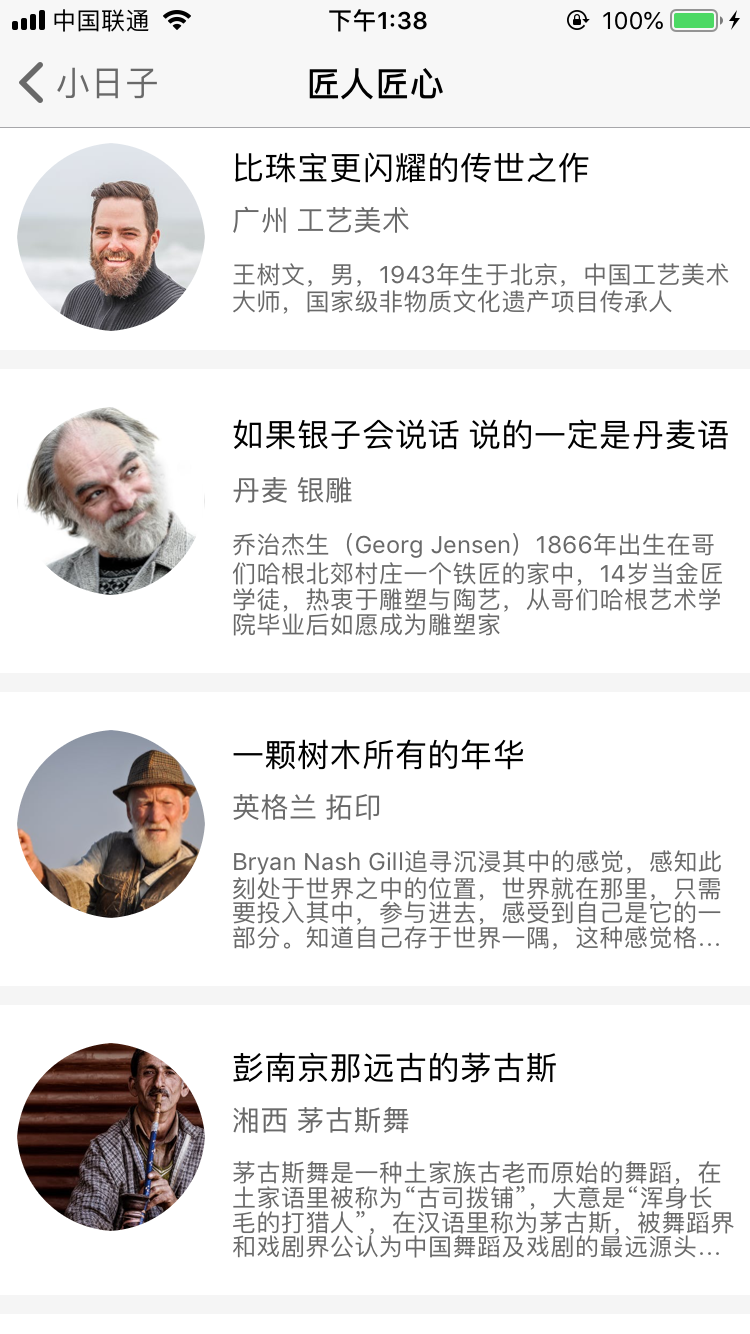 中国联通 下午1:38 100%
小日子 匠人匠心
比珠宝更闪耀的传世之作
广州 工艺美术
王树文，男，1943年生于北京，中国工艺美术
大师，国家级非物质文化遗产项目传承人
如果银子会说话 说的一定是丹麦语
丹麦 银雕
乔治杰生（Georg Jensen）1866年出生在哥
们哈根北郊村庄一个铁匠的家中，14岁当金匠
学徒，热衷于雕塑与陶艺，从哥们哈根艺术学
院毕业后如愿成为雕塑家
一颗树木所有的年华
英格兰 拓印
Bryan Nash Gill追寻沉浸其中的感觉，感知此
刻处于世界之中的位置，世界就在那里，只需
要投入其中，参与进去，感受到自己是它的一
部分。知道自己存于世界一隅，这种感觉格...
彭南京那远古的茅古斯
湘西 茅古斯舞
茅古斯舞是一种土家族古老而原始的舞蹈，在
土家语里被称为“古司拨铺”，大意是“浑身长
毛的打猎人”，在汉语里称为茅古斯，被舞蹈界
和戏剧界公认为中国舞蹈及戏剧的最远源头...